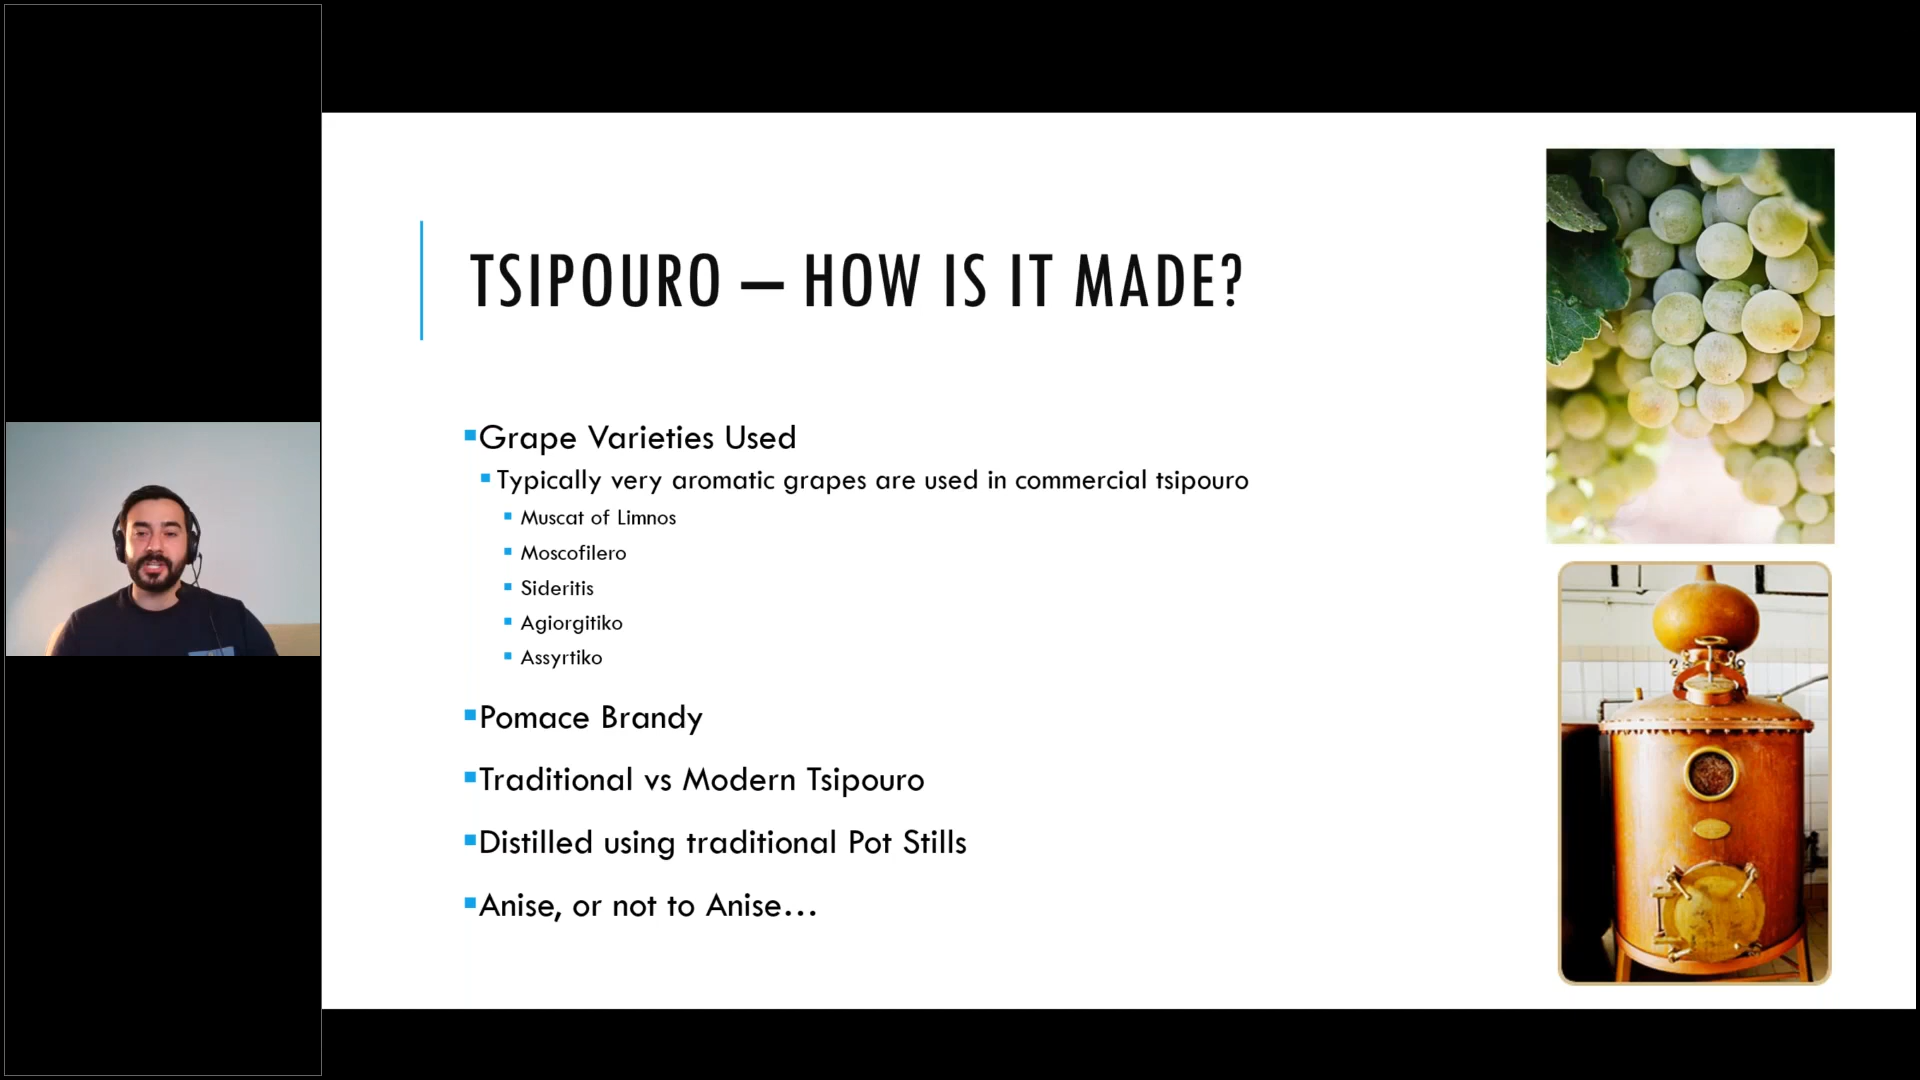 TSIPOURO – HOW IS IT MADE?
Grape Varieties Used
Typically very aromatic grapes are used in commercial tsipouro
Muscat of Limnos
Moscofilero
Sideritis
Agiorgitiko
Assyrtiko
Pomace Brandy
Traditional vs Modern Tsipouro
Distilled using traditional Pot Stills
Anise, or not to Anise…